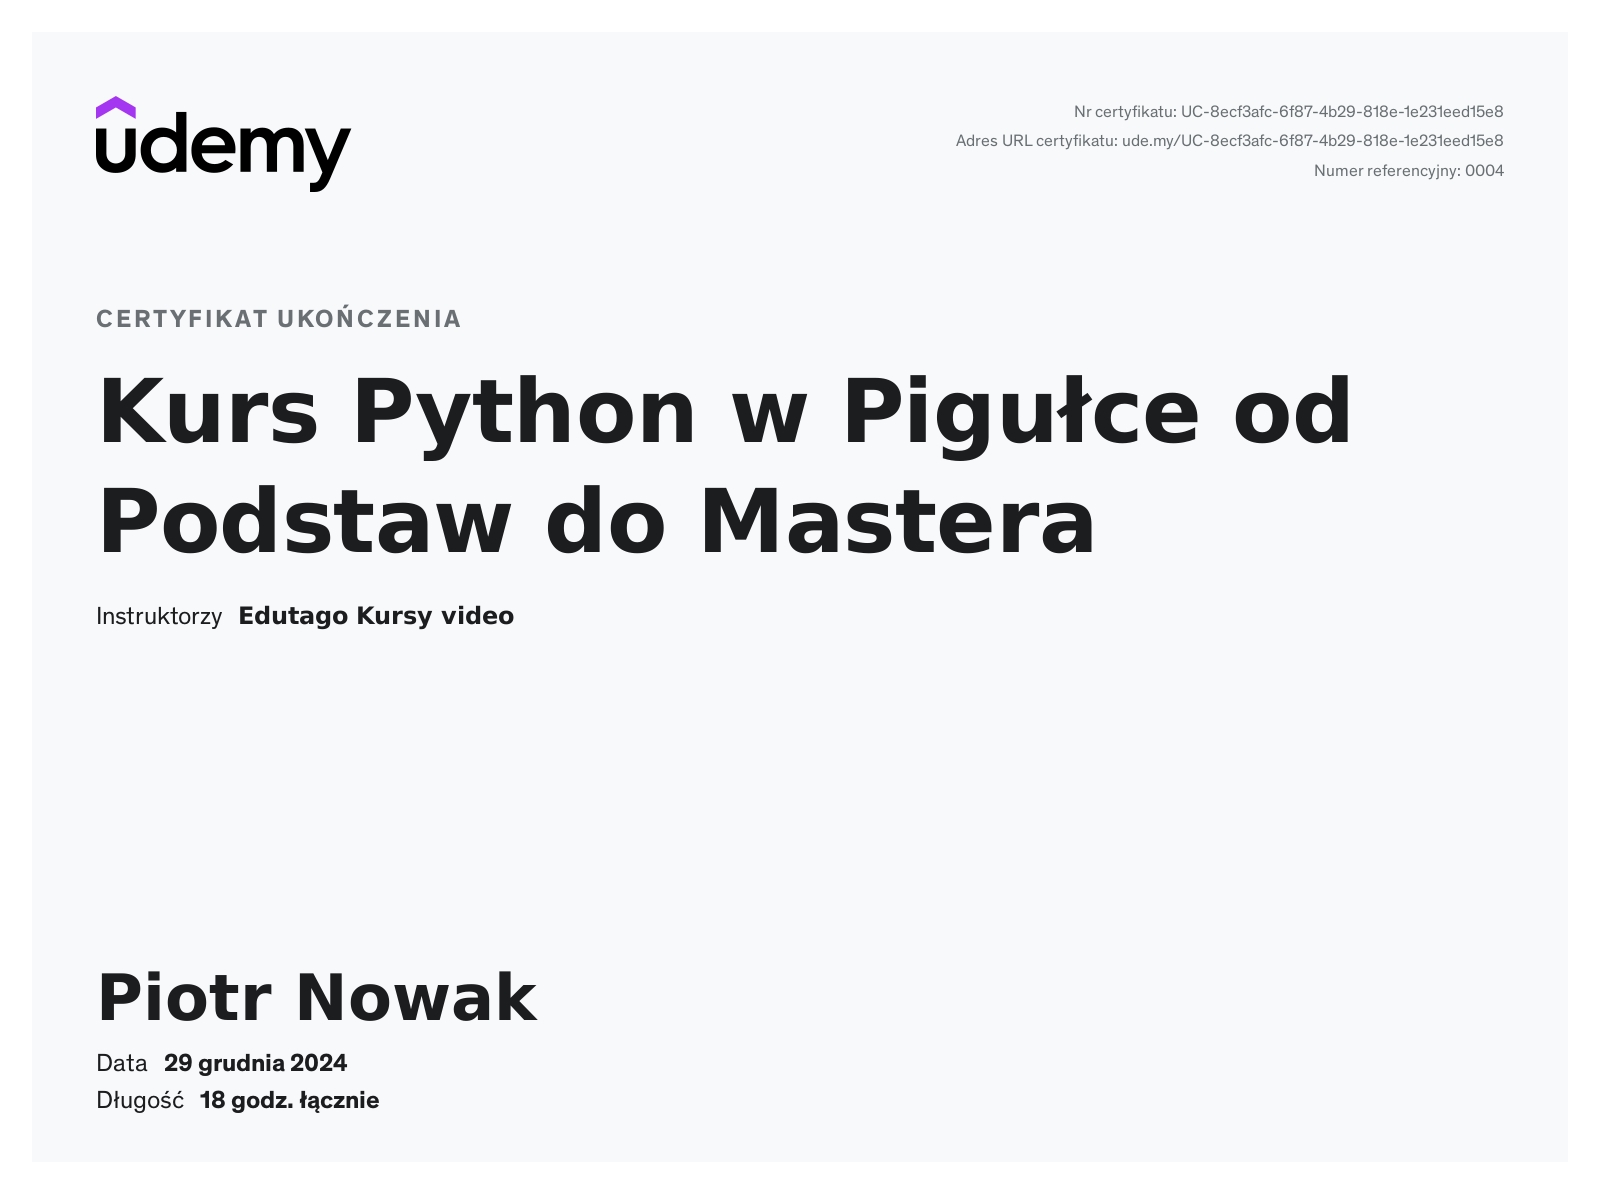 udemy
Nr certyfikatu: UC-8ecf3afc-6f87-4b29-818e-1e231eed15e8
Adres URL certyfikatu: ude.my/UC-8ecf3afc-6f87-4b29-818e-1e231eed15e8
Numer referencyjny: 0004
CERTYFIKAT UKOŃCZENIA
Kurs Python w Pigułce od
Podstaw do Mastera
Instruktorzy Edutago Kursy video
Piotr Nowak
Data 29 grudnia 2024
Długość 18 godz. łącznie